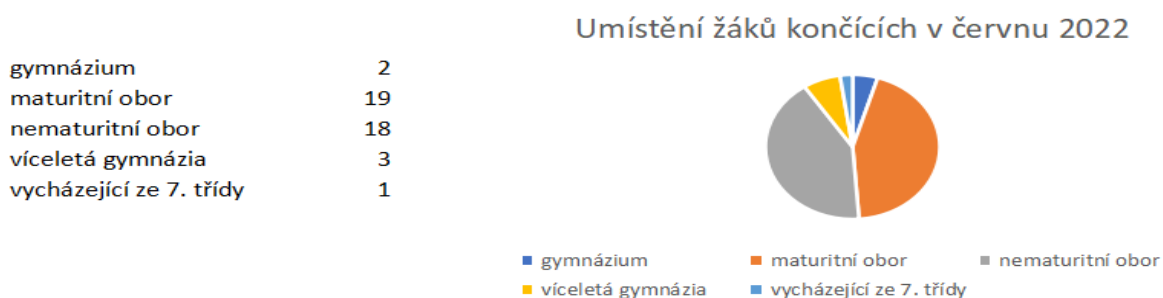 Umístění žáků končících v červnu 2022
gymnázium 2
maturitní obor 19
nematuritní obor 18
víceletá gymnázia 3
vycházející ze 7. třídy 1
gymnázium maturitní obor nematuritní obor
víceletá gymnázia vycházející ze 7. třídy